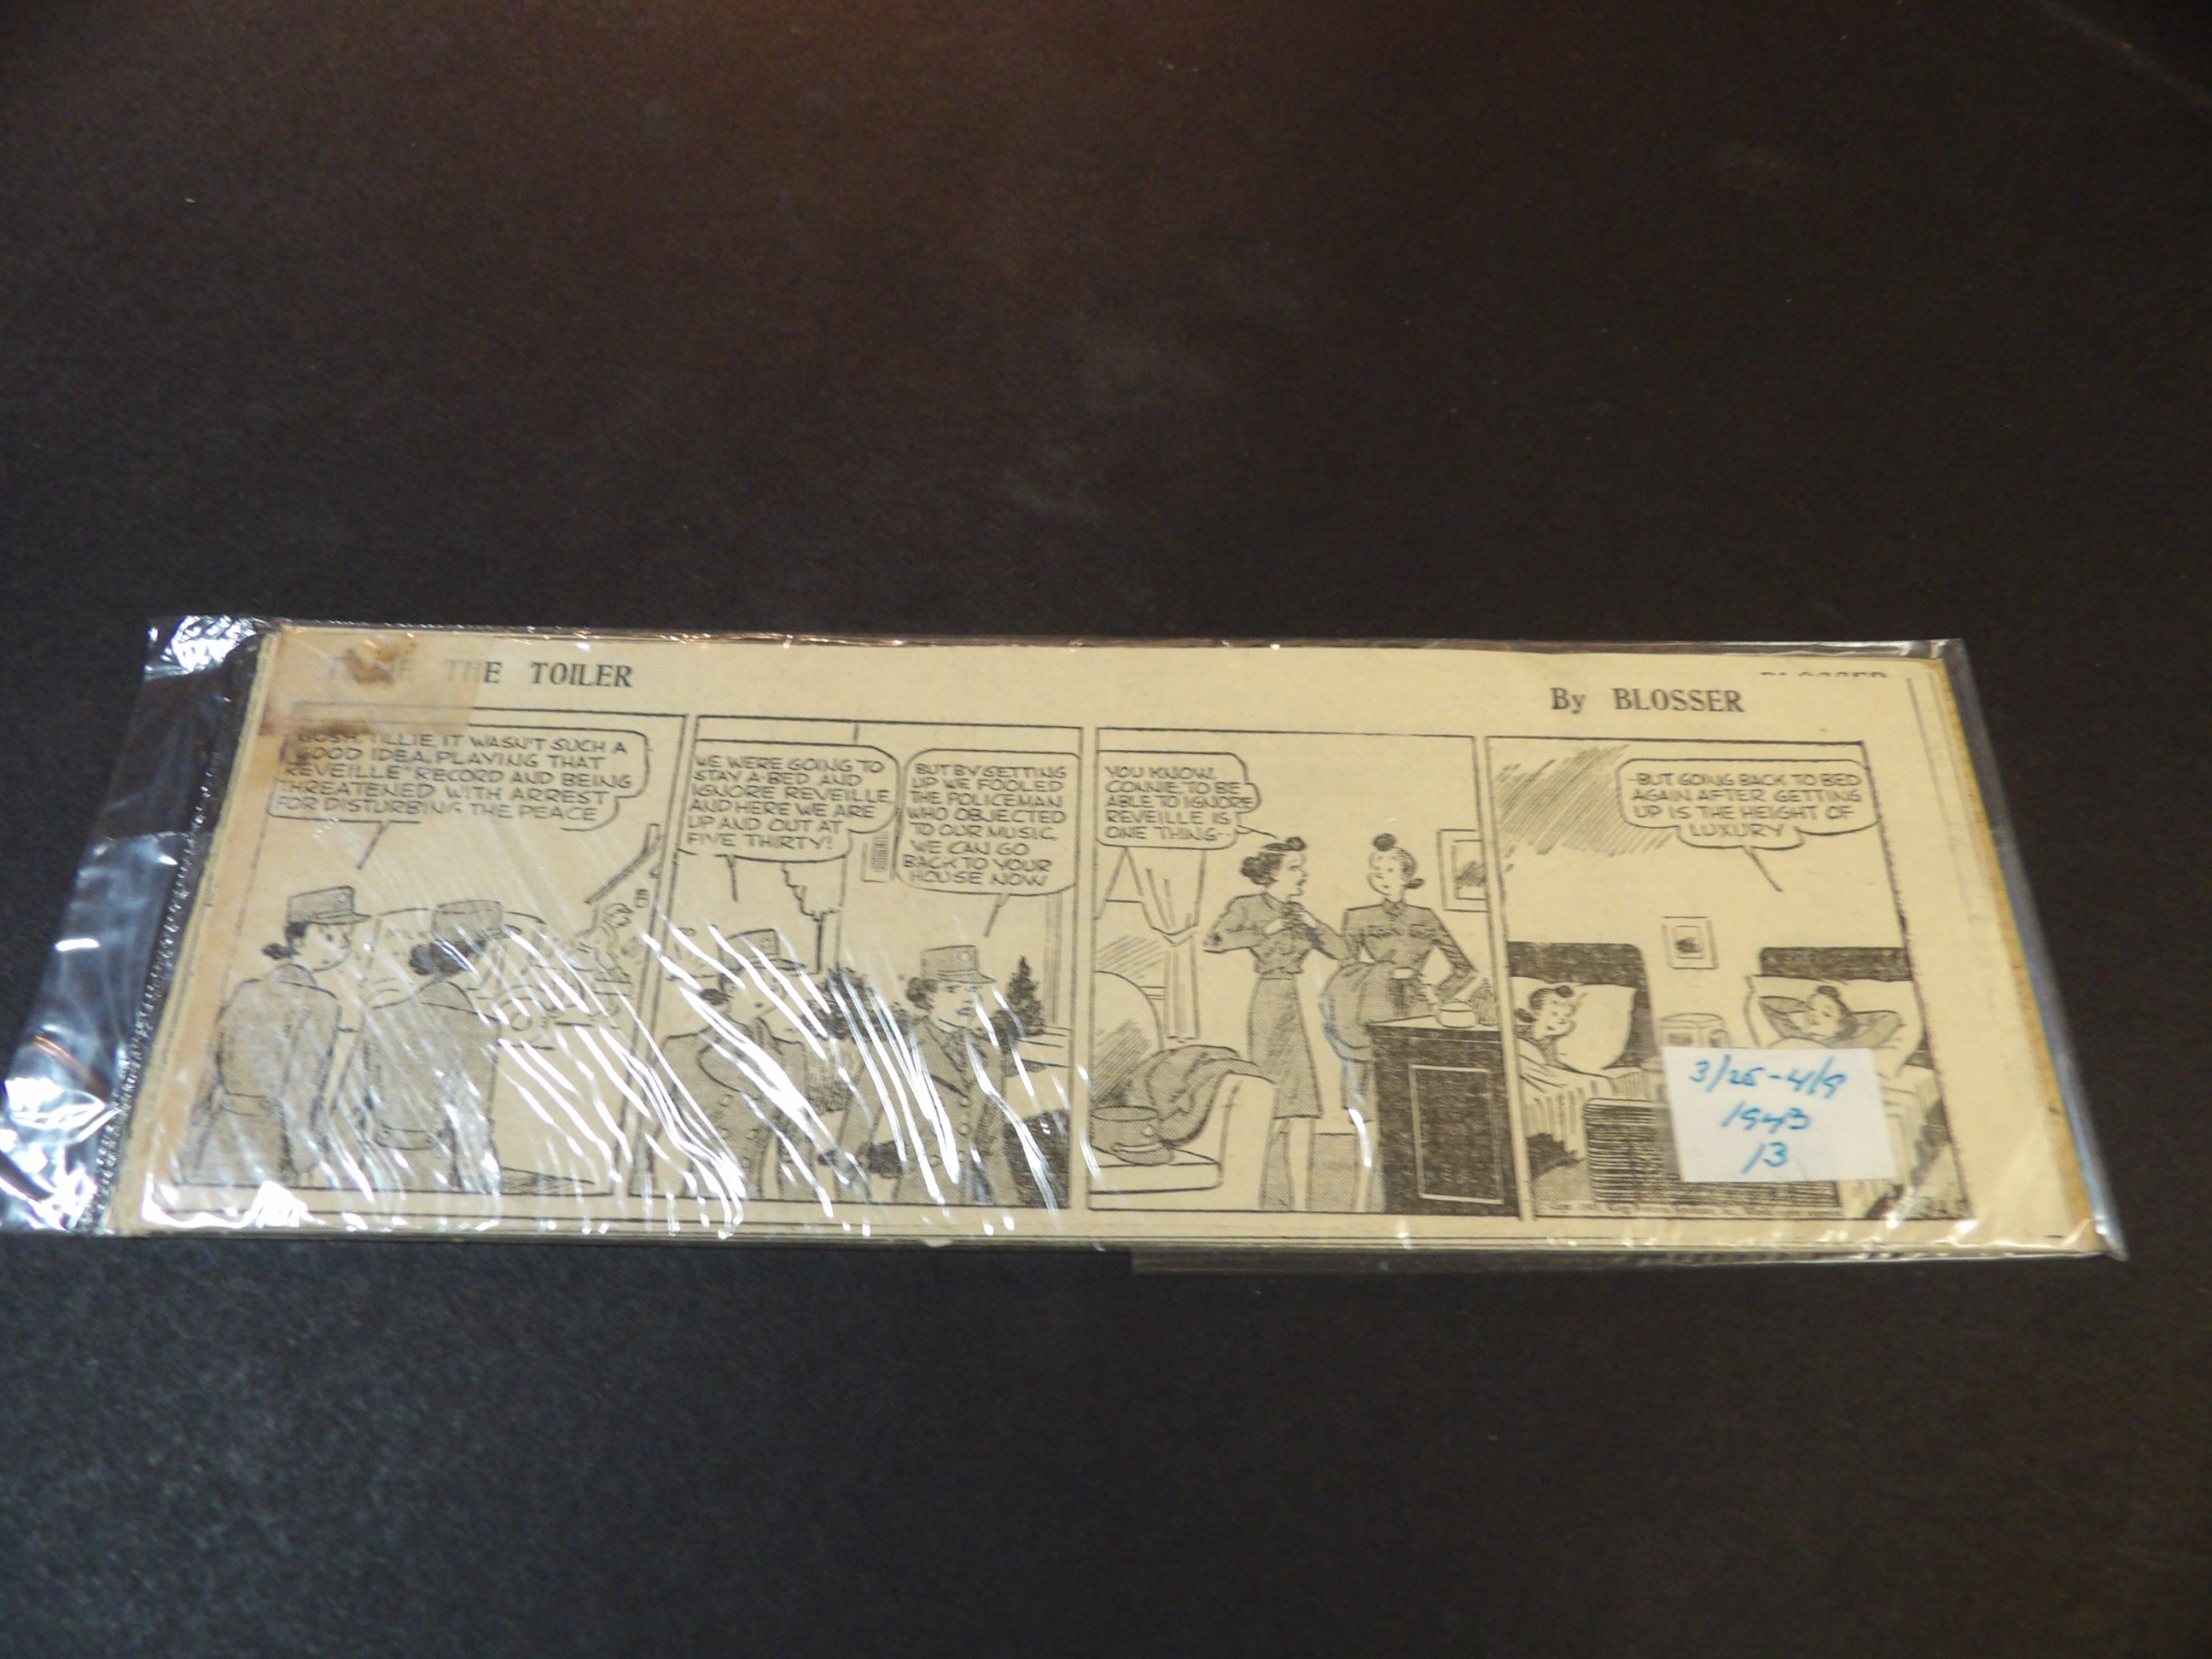 THE TOILER
By BLOSSER
GOSH, TILLIE, IT WASN'T SUCH A
GOOD IDEA, PLAYING THAT
"REVEILLE" RECORD AND BEING
THREATENED WITH ARREST
FOR DISTURBING THE PEACE
WE WERE GOING TO
STAY A-BED AND
IGNORE REVEILLE,
AND HERE WE ARE
UP AND OUT AT
FIVE THIRTY!
BUT BY GETTING
UP WE FOOLED
THE POLICEMAN
WHO OBJECTED
TO OUR MUSIC.
WE CAN GO
BACK TO YOUR
HOUSE NOW
YOU KNOW,
CONNIE, TO BE
ABLE TO IGNORE
REVEILLE IS
ONE THING--
-BUT GOING BACK TO BED
AGAIN AFTER GETTING
UP IS THE HEIGHT OF
LUXURY
3/25-4/9
1943
13